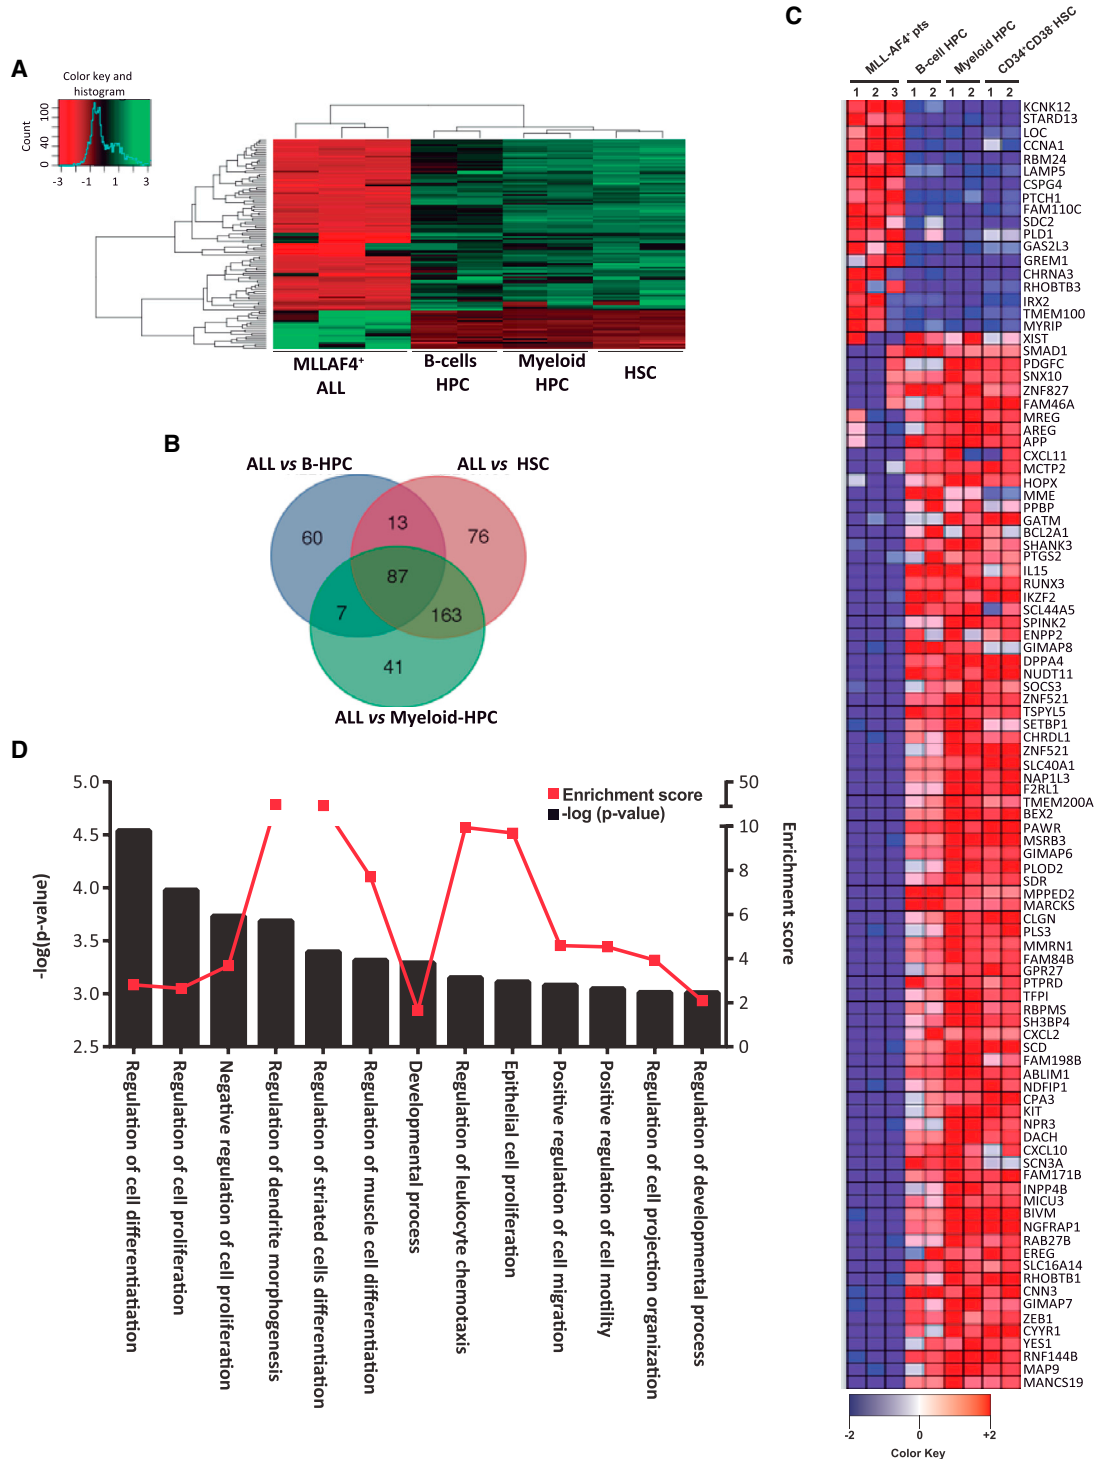 A
Color key and
histogram
Count
0 40 100
-3 -1 1 3
MLLAF4+
ALL
B-cells
HPC
Myeloid
HPC
HSC
B
ALL vs B-HPC
ALL vs HSC
60
13
76
87
7
163
41
ALL vs Myeloid-HPC
C
MLL-AF4+ pts
B-cell HPC
Myeloid HPC
CD34+CD38-HSC
1 2 3 1 2 1 2 1 2
KCNK12
STARD13
LOC
CCNA1
RBM24
LAMP5
CSPG4
PTCH1
FAM110C
SDC2
PLD1
GAS2L3
GREM1
CHRNA3
RHOBTB3
IRX2
TMEM100
MYRIP
XIST
SMAD1
PDGFC
SNX10
ZNF827
FAM46A
MREG
AREG
APP
CXCL11
MCTP2
HOPX
MME
PPBP
GATM
BCL2A1
SHANK3
PTGS2
IL15
RUNX3
IKZF2
SCL44A5
SPINK2
ENPP2
GIMAP8
DPPA4
NUDT11
SOCS3
ZNF521
TSPYL5
SETBP1
CHRDL1
ZNF521
SLC40A1
NAP1L3
F2RL1
TMEM200A
BEX2
PAWR
MSRB3
GIMAP6
PLOD2
SDR
MPPED2
MARCKS
CLGN
PLS3
MMRN1
FAM84B
GPR27
PTPRD
TFPI
RBPMS
SH3BP4
CXCL2
SCD
FAM198B
ABLIM1
NDFIP1
CPA3
KIT
NPR3
DACH
CXCL10
SCN3A
FAM171B
INPP4B
MICU3
BIVM
NGFRAP1
RAB27B
EREG
SLC16A14
RHOBTB1
CNN3
GIMAP7
ZEB1
CYYR1
YES1
RNF144B
MAP9
MANCS19
-2 0 +2
Color Key
D
5.0
4.5
4.0
3.5
3.0
2.5
-log(p-value)
Enrichment score
-log (p-value)
50
10
8
6
4
2
0
Enrichment score
Regulation of cell differentiatiation
Regulation of cell proliferation
Negative regulation of cell proliferation
Regulation of dendrite morphogenesis
Regulation of striated cells differentiation
Regulation of muscle cell differentiation
Developmental process
Regulation of leukocyte chemotaxis
Epithelial cell proliferation
Positive regulation of cell migration
Positive regulation of cell motility
Regulation of cell projection organization
Regulation of developmental process